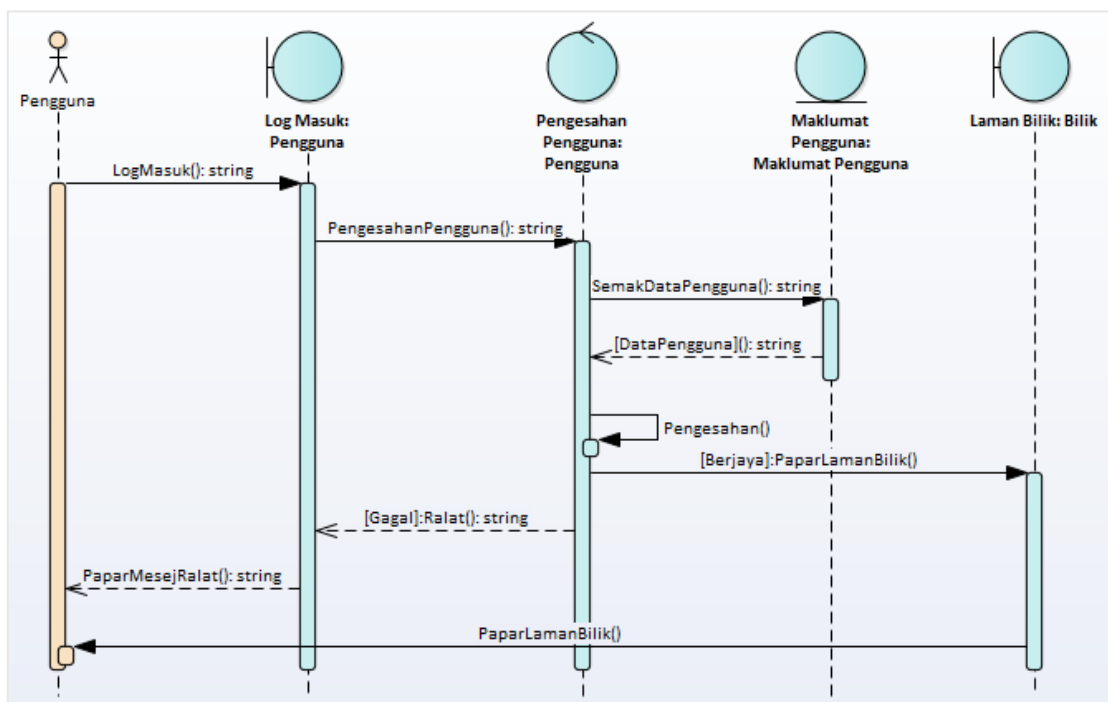 Pengguna
Log Masuk:
Pengguna
Pengesahan
Pengguna:
Pengguna
Maklumat
Pengguna:
Maklumat Pengguna
Laman Bilik: Bilik
LogMasuk(): string
PengesahanPengguna(): string
SemakDataPengguna(): string
[DataPengguna](): string
Pengesahan()
[Berjaya]:PaparLamanBilik()
[Gagal]:Ralat(): string
PaparMesejRalat(): string
PaparLamanBilik()